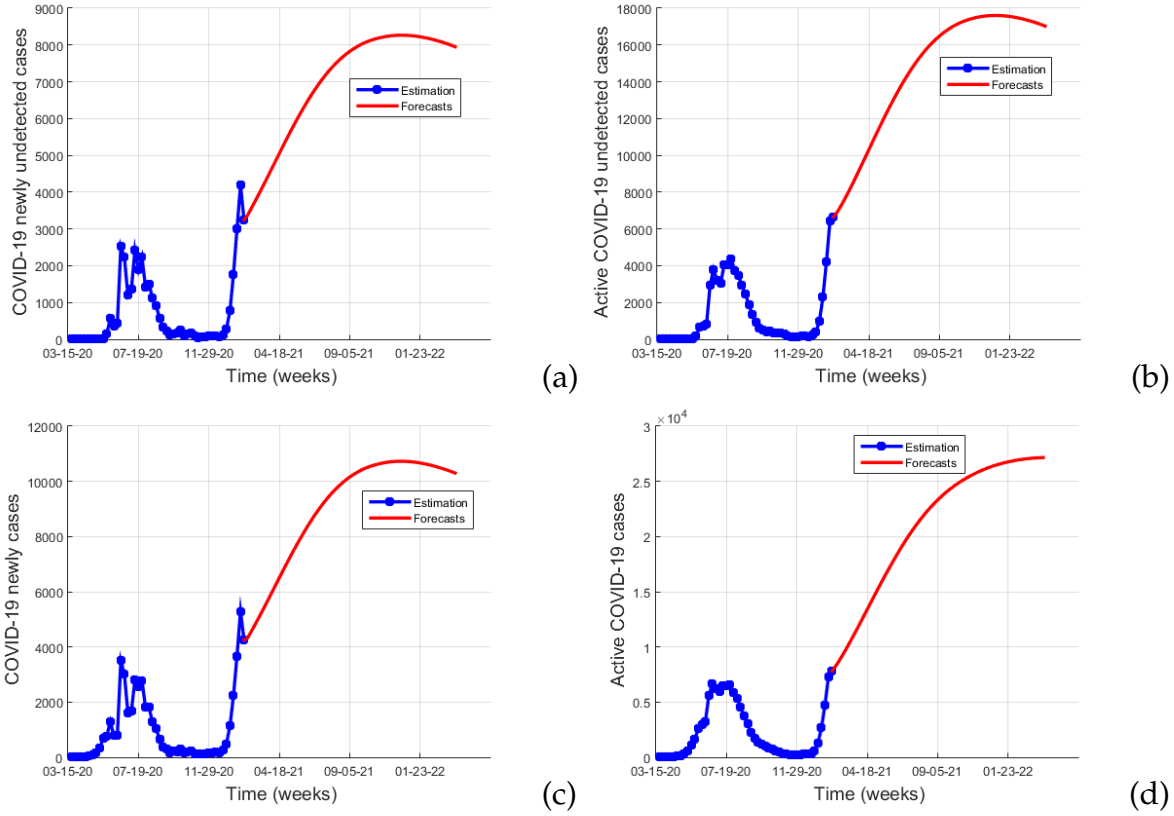 COVID-19 newly undetected cases
9000
8000
7000
6000
5000
4000
3000
2000
1000
0
Estimation
Forecasts
03-15-20 07-19-20 11-29-20 04-18-21 09-05-21 01-23-22
Time (weeks)
(a)
Active COVID-19 undetected cases
18000
16000
14000
12000
10000
8000
6000
4000
2000
0
Estimation
Forecasts
03-15-20 07-19-20 11-29-20 04-18-21 09-05-21 01-23-22
Time (weeks)
(b)
COVID-19 newly cases
12000
10000
8000
6000
4000
2000
0
Estimation
Forecasts
03-15-20 07-19-20 11-29-20 04-18-21 09-05-21 01-23-22
Time (weeks)
(c)
Active COVID-19 cases
× 10⁴
3
2.5
2
1.5
1
0.5
0
Estimation
Forecasts
03-15-20 07-19-20 11-29-20 04-18-21 09-05-21 01-23-22
Time (weeks)
(d)